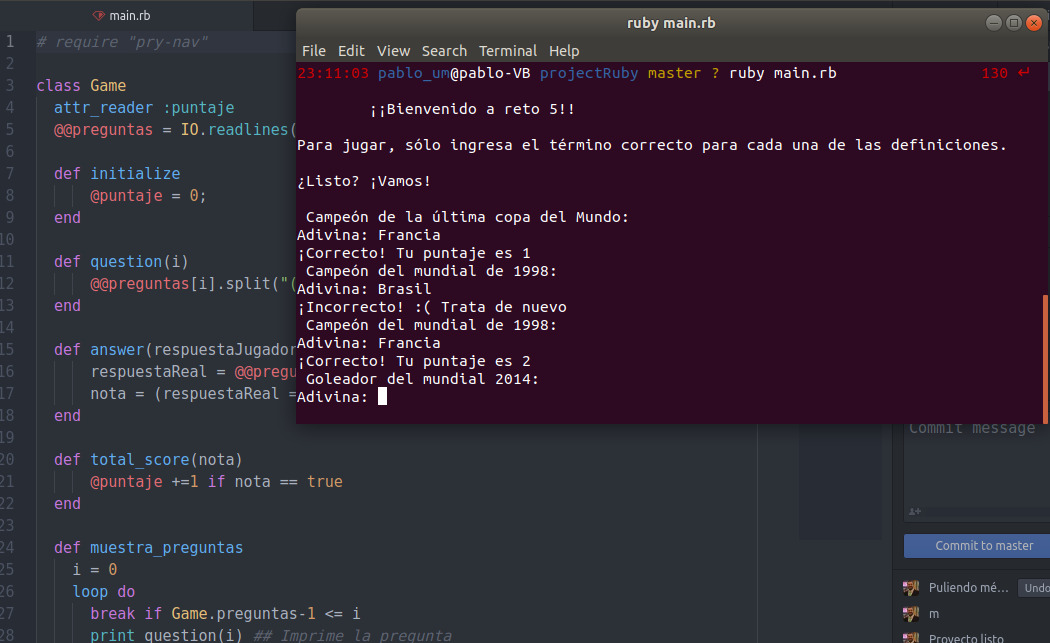 main.rb
1 # require "pry-nav"
2
3 class Game
4 attr_reader :puntaje
5 @@preguntas = IO.readlines(
6
7 def initialize
8 @puntaje = 0;
9 end
10
11 def question(i)
12 @@preguntas[i].split("(
13 end
14
15 def answer(respuestaJugador
16 respuestaReal = @@pregu
17 nota = (respuestaReal =
18 end
19
20 def total_score(nota)
21 @puntaje +=1 if nota == true
22 end
23
24 def muestra_preguntas
25 i = 0
26 loop do
27 break if Game.preguntas-1 <= i
28 print question(i) ## Imprime la pregunta
ruby main.rb
File Edit View Search Terminal Help
23:11:03 pablo_um@pablo-VB projectRuby master ? ruby main.rb 130 ↵
¡¡Bienvenido a reto 5!!
Para jugar, sólo ingresa el término correcto para cada una de las definiciones.
¿Listo? ¡Vamos!
Campeón de la última copa del Mundo:
Adivina: Francia
¡Correcto! Tu puntaje es 1
Campeón del mundial de 1998:
Adivina: Brasil
¡Incorrecto! :( Trata de nuevo
Campeón del mundial de 1998:
Adivina: Francia
¡Correcto! Tu puntaje es 2
Goleador del mundial 2014:
Adivina:
Commit message
Commit to master
Puliendo mé... Undo
m
Proyecto listo